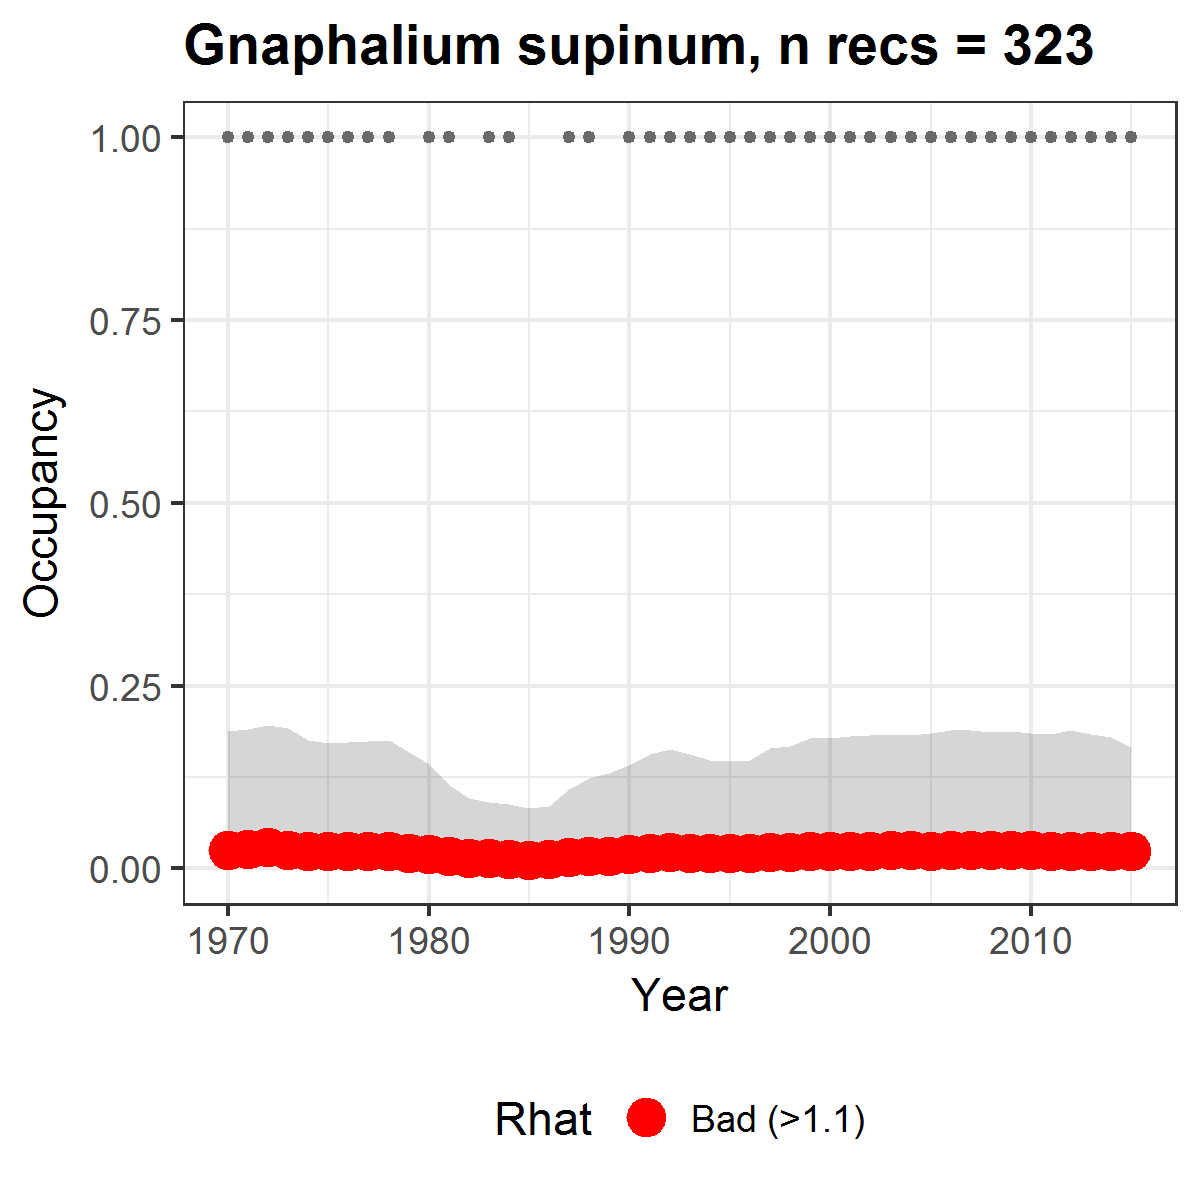 Gnaphalium supinum, n recs = 323
1.00
0.75
0.50
0.25
0.00
Occupancy
1970 1980 1990 2000 2010
Year
Rhat Bad (>1.1)